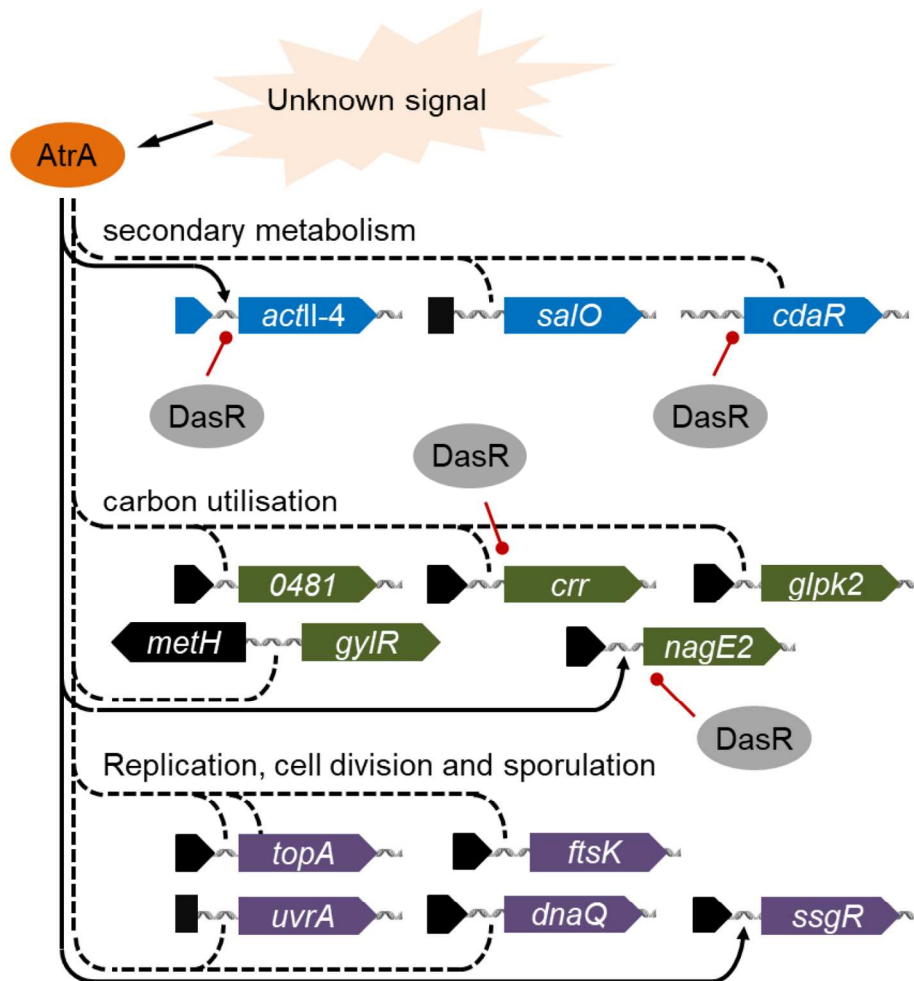 Unknown signal
AtrA
secondary metabolism
actII-4
salO
cdaR
DasR
DasR
DasR
carbon utilisation
0481
crr
glpk2
metH
gylR
nagE2
DasR
Replication, cell division and sporulation
topA
ftsK
uvrA
dnaQ
ssgR